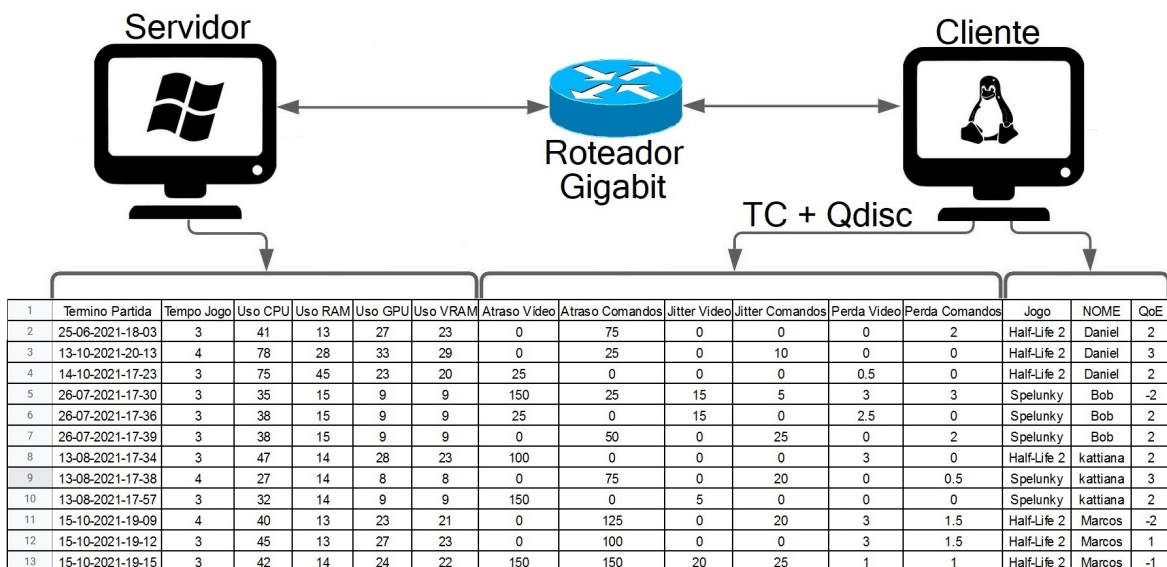 Servidor
Cliente
Roteador
Gigabit
TC + Qdisc
1 Termino Partida Tempo Jogo Uso CPU Uso RAM Uso GPU Uso VRAM Atraso Vídeo Atraso Comandos Jitter Video Jitter Comandos Perda Video Perda Comandos Jogo NOME QoE
2 25-06-2021-18-03 3 41 13 27 23 0 75 0 0 0 2 Half-Life 2 Daniel 2
3 13-10-2021-20-13 4 78 28 33 29 0 25 0 10 0 0 Half-Life 2 Daniel 3
4 14-10-2021-17-23 3 75 45 23 20 25 0 0 0 0.5 0 Half-Life 2 Daniel 2
5 26-07-2021-17-30 3 35 15 9 9 150 25 15 5 3 3 Spelunky Bob -2
6 26-07-2021-17-36 3 38 15 9 9 25 0 15 0 2.5 0 Spelunky Bob 2
7 26-07-2021-17-39 3 38 15 9 9 0 50 0 25 0 2 Spelunky Bob 2
8 13-08-2021-17-34 3 47 14 28 23 100 0 0 0 3 0 Half-Life 2 kattiana 2
9 13-08-2021-17-38 4 27 14 8 8 0 75 0 20 0 0.5 Spelunky kattiana 3
10 13-08-2021-17-57 3 32 14 9 9 150 0 5 0 0 0 Spelunky kattiana 2
11 15-10-2021-19-09 4 40 13 23 21 0 125 0 20 3 1.5 Half-Life 2 Marcos -2
12 15-10-2021-19-12 3 45 13 27 23 0 100 0 0 3 1.5 Half-Life 2 Marcos 1
13 15-10-2021-19-15 3 42 14 24 22 150 150 20 25 1 1 Half-Life 2 Marcos -1